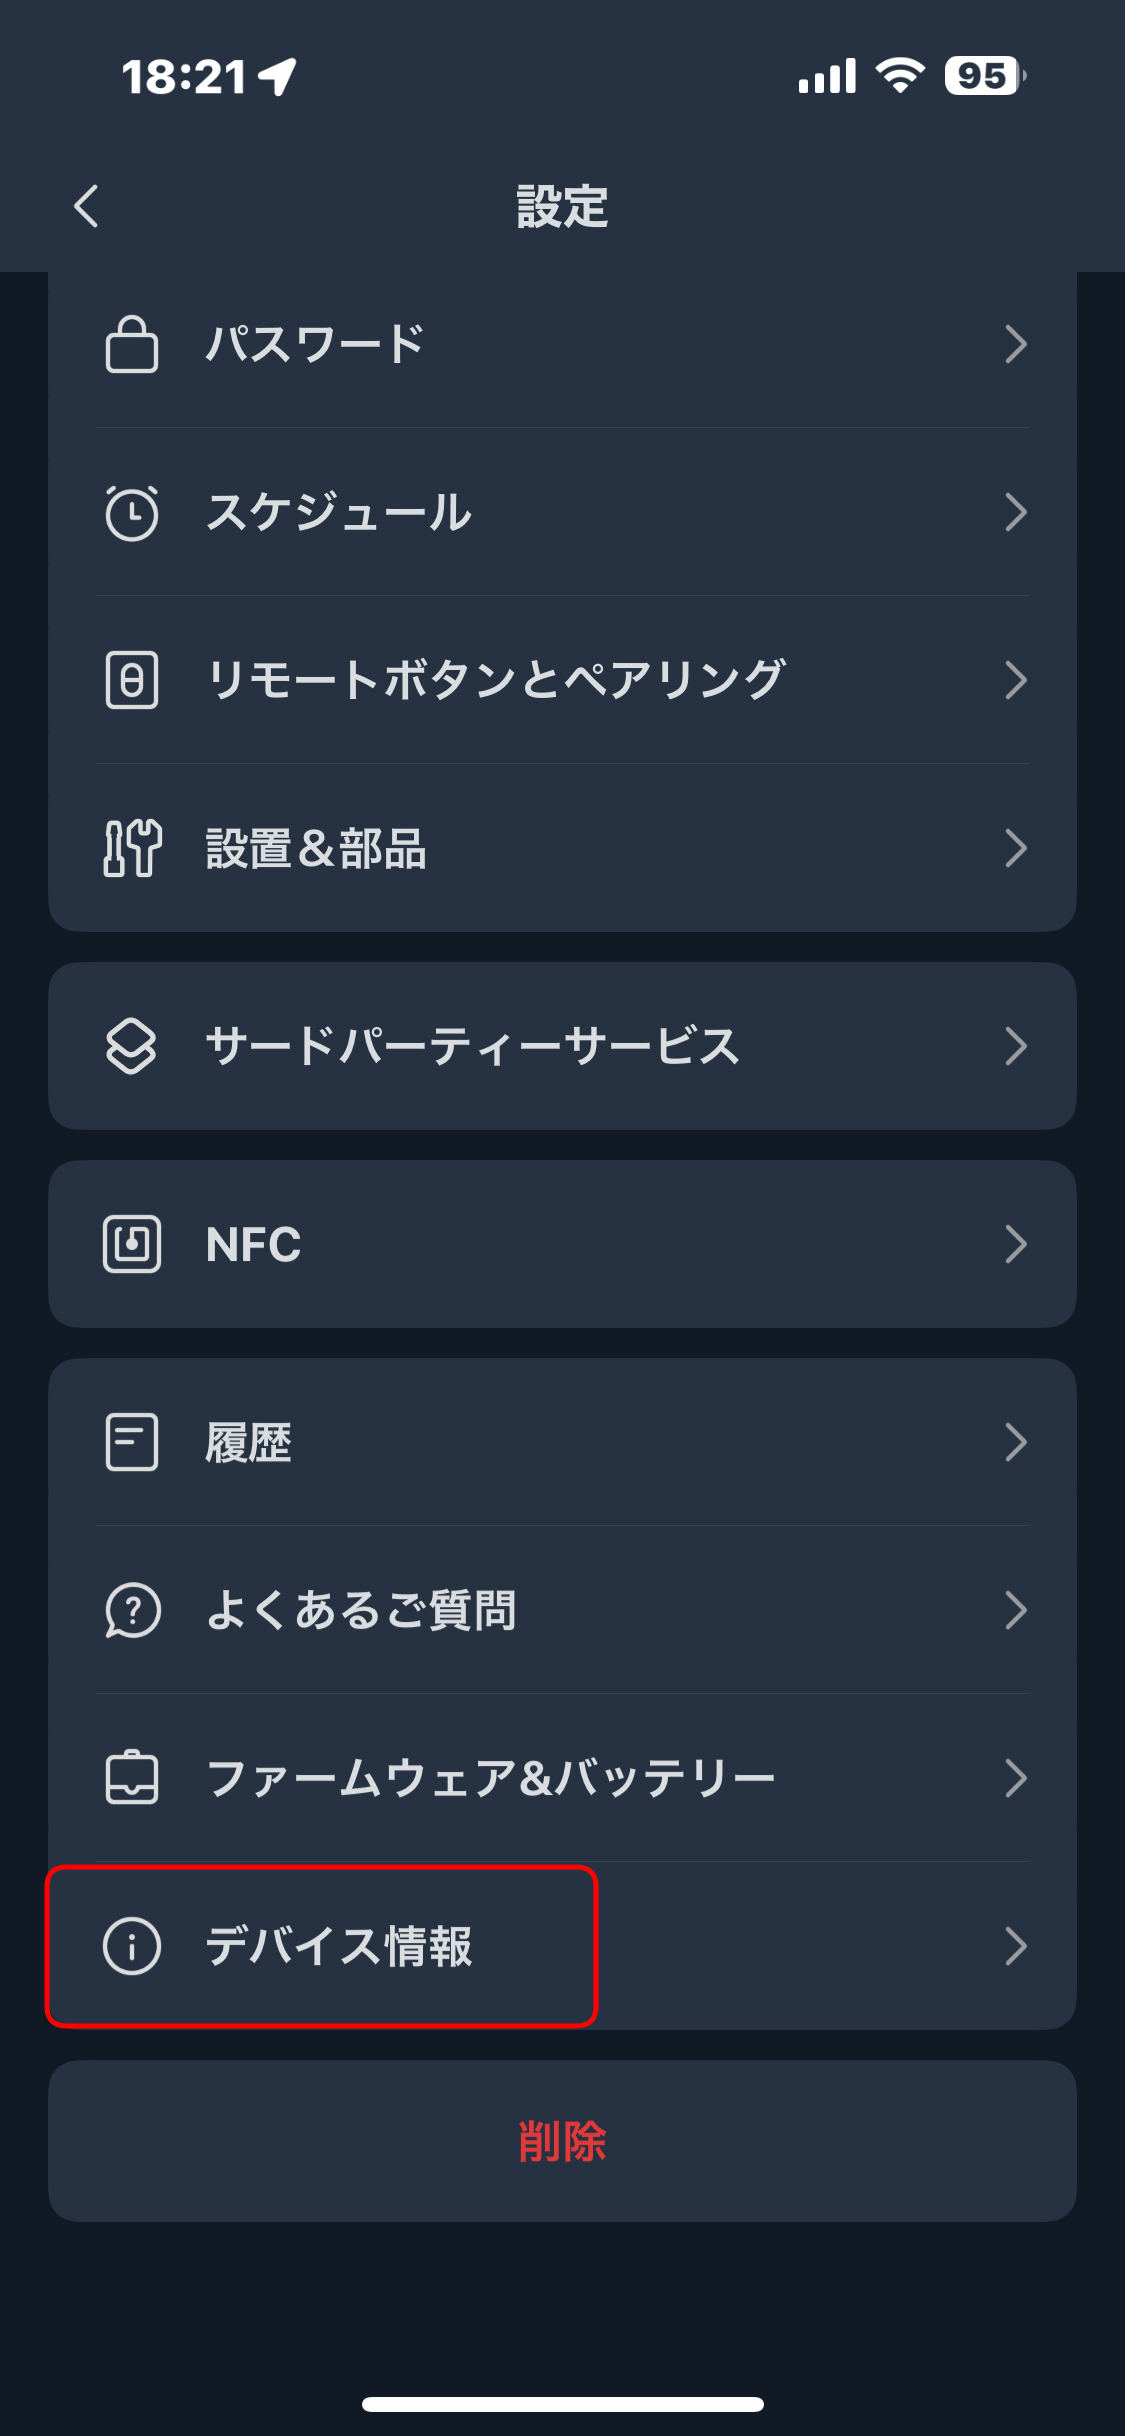 18:21
95
設定
パスワード
スケジュール
リモートボタンとペアリング
設置＆部品
サードパーティーサービス
NFC
履歴
よくあるご質問
ファームウェア&バッテリー
デバイス情報
削除